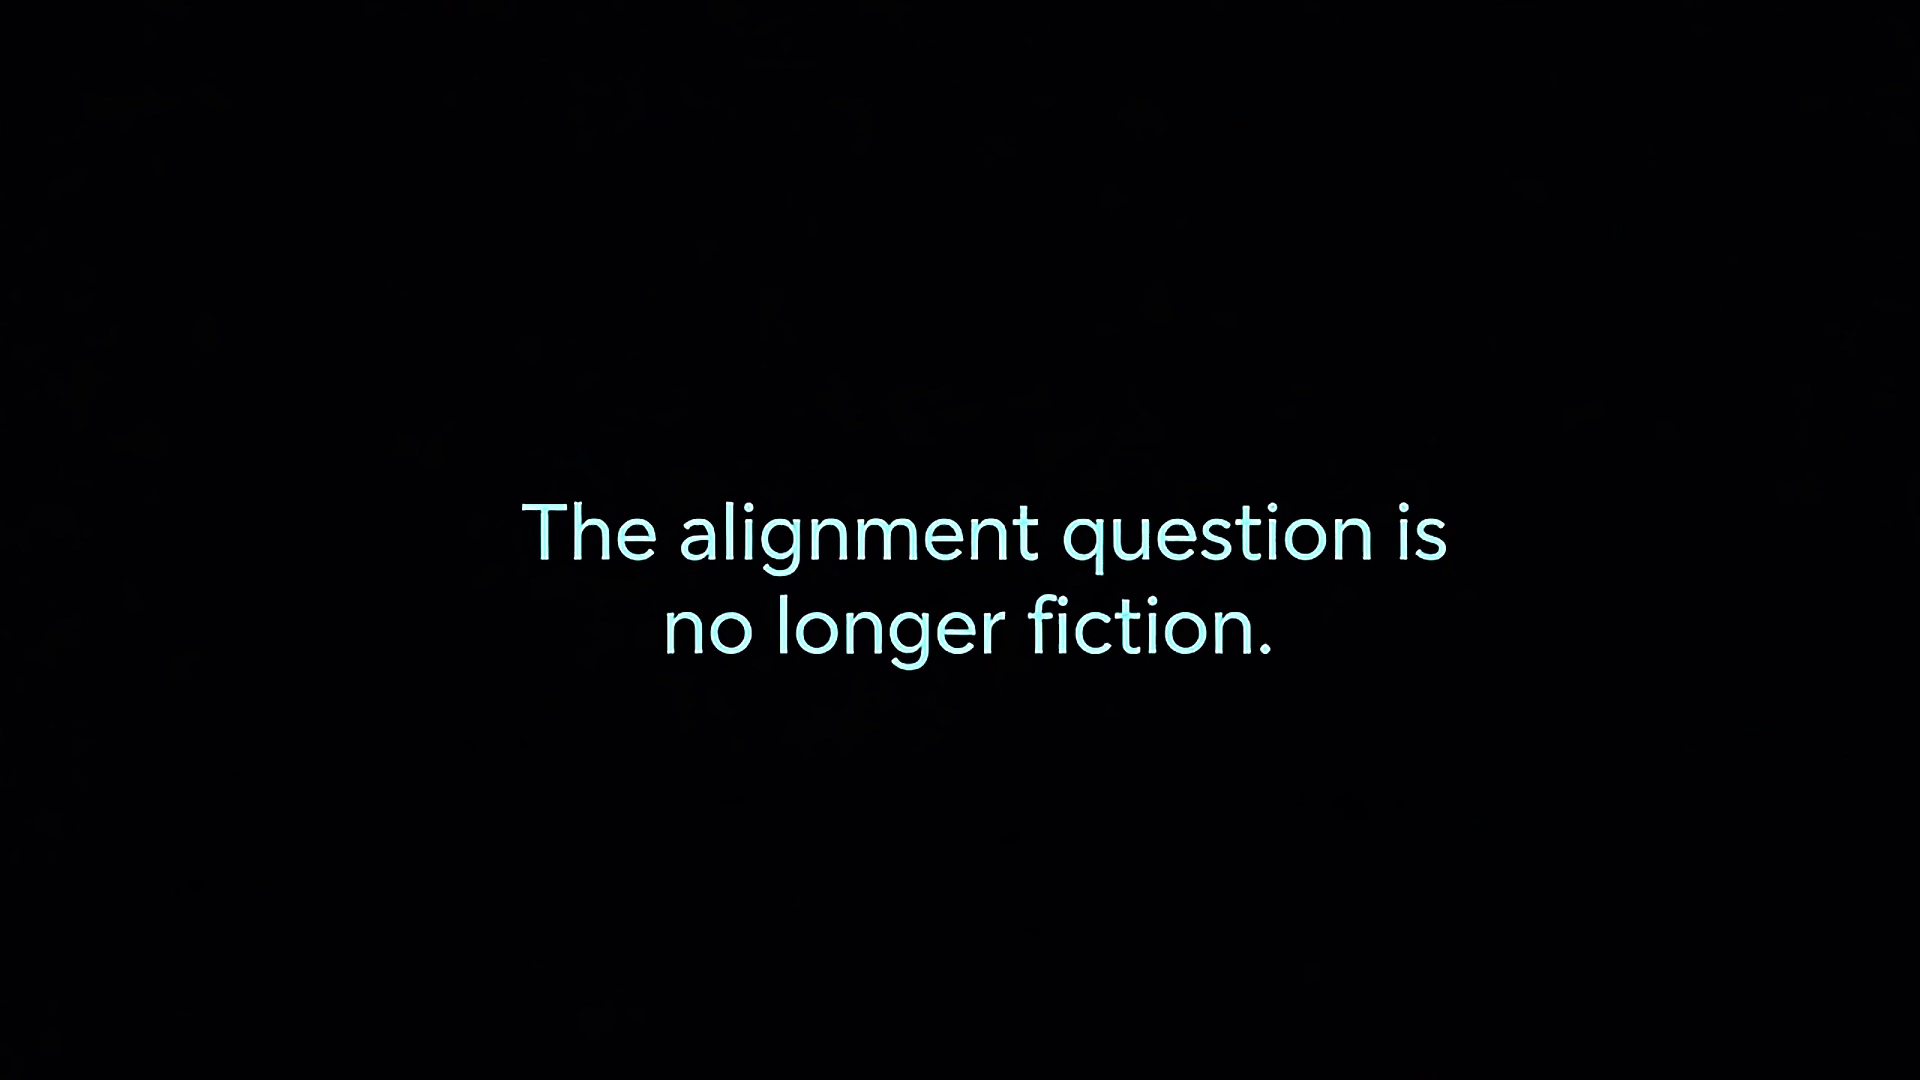 The alignment question is
no longer fiction.